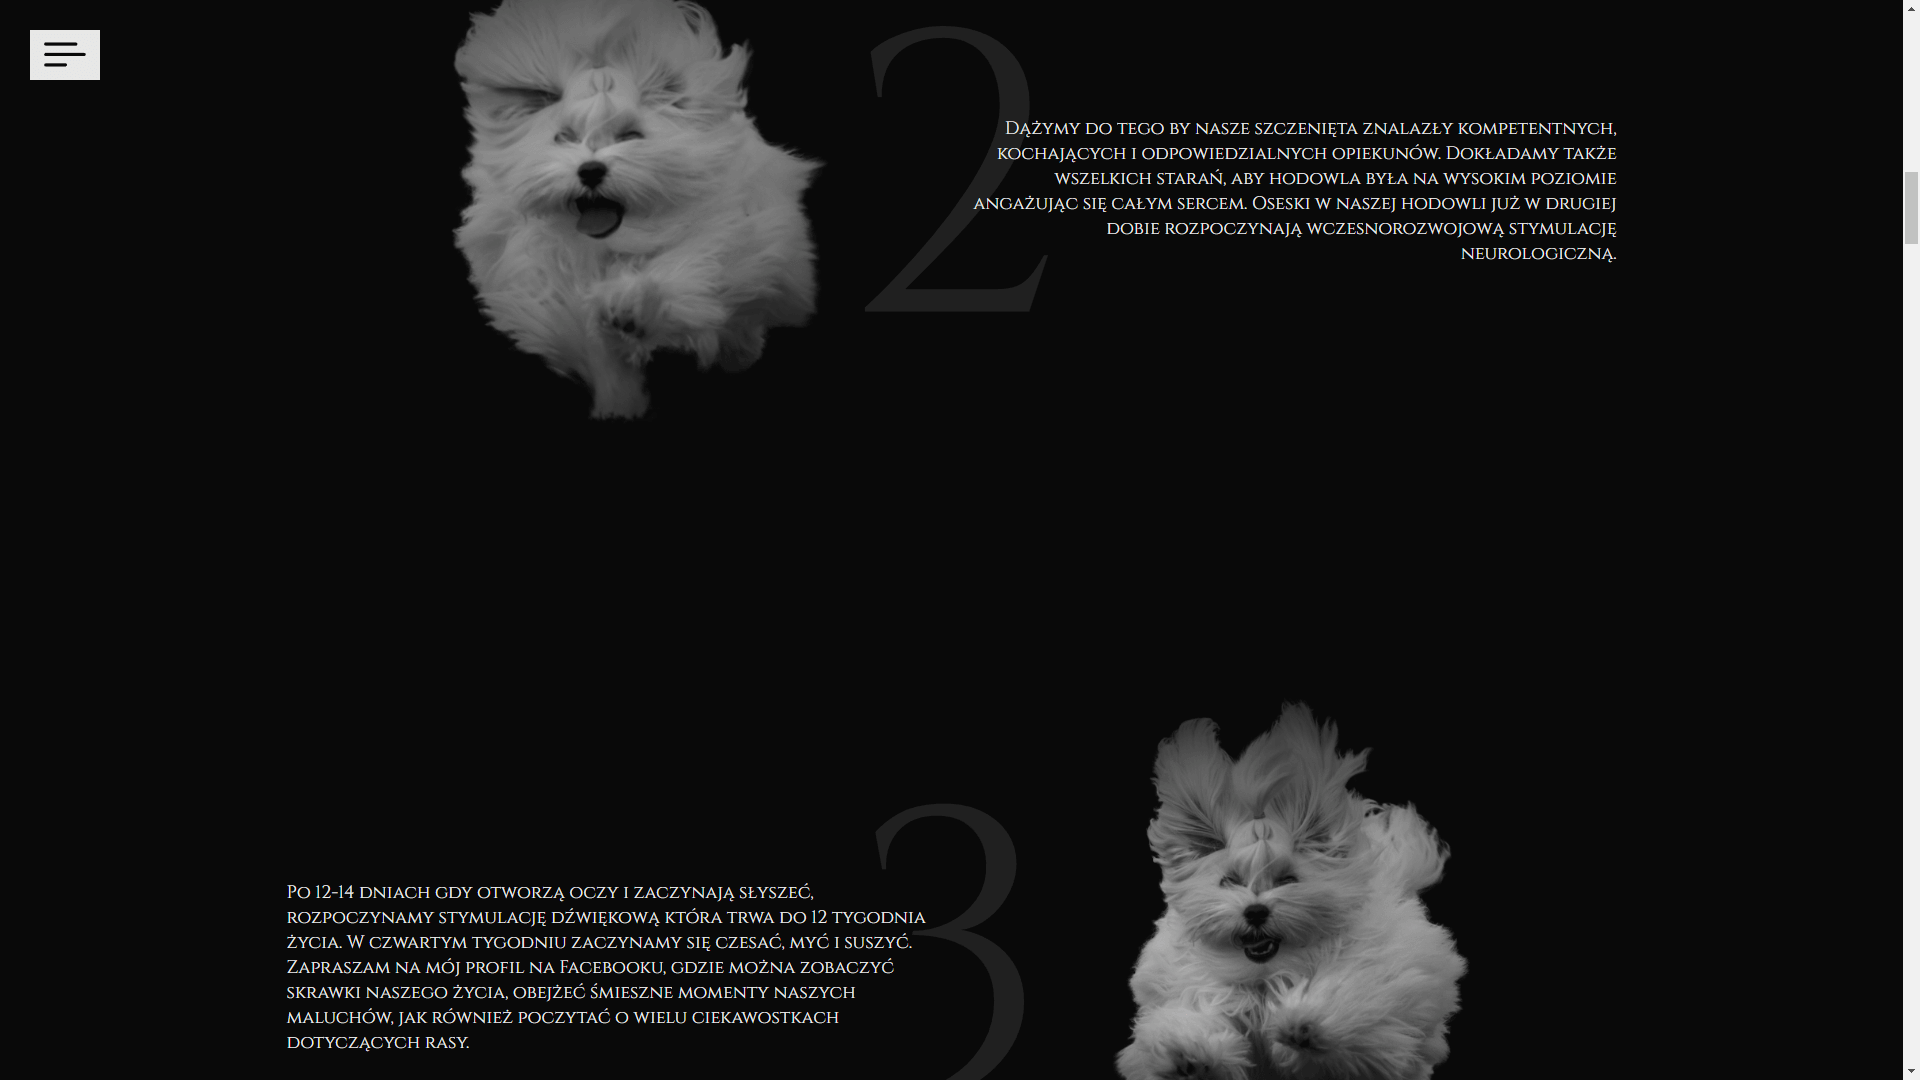 2
Dążymy do tego by nasze szczenięta znalazły kompetentnych,
kochających i odpowiedzialnych opiekunów. Dokładamy także
wszelkich starań, aby hodowla była na wysokim poziomie
angażując się całym sercem. Oseski w naszej hodowli już w drugiej
dobie rozpoczynają wczesnorozwojową stymulację
neurologiczną.
3
Po 12-14 dniach gdy otworzą oczy i zaczynają słyszeć,
rozpoczynamy stymulację dźwiękową która trwa do 12 tygodnia
życia. W czwartym tygodniu zaczynamy się czesać, myć i suszyć.
Zapraszam na mój profil na Facebooku, gdzie można zobaczyć
skrawki naszego życia, obejżeć śmieszne momenty naszych
maluchów, jak również poczytać o wielu ciekawostkach
dotyczących rasy.